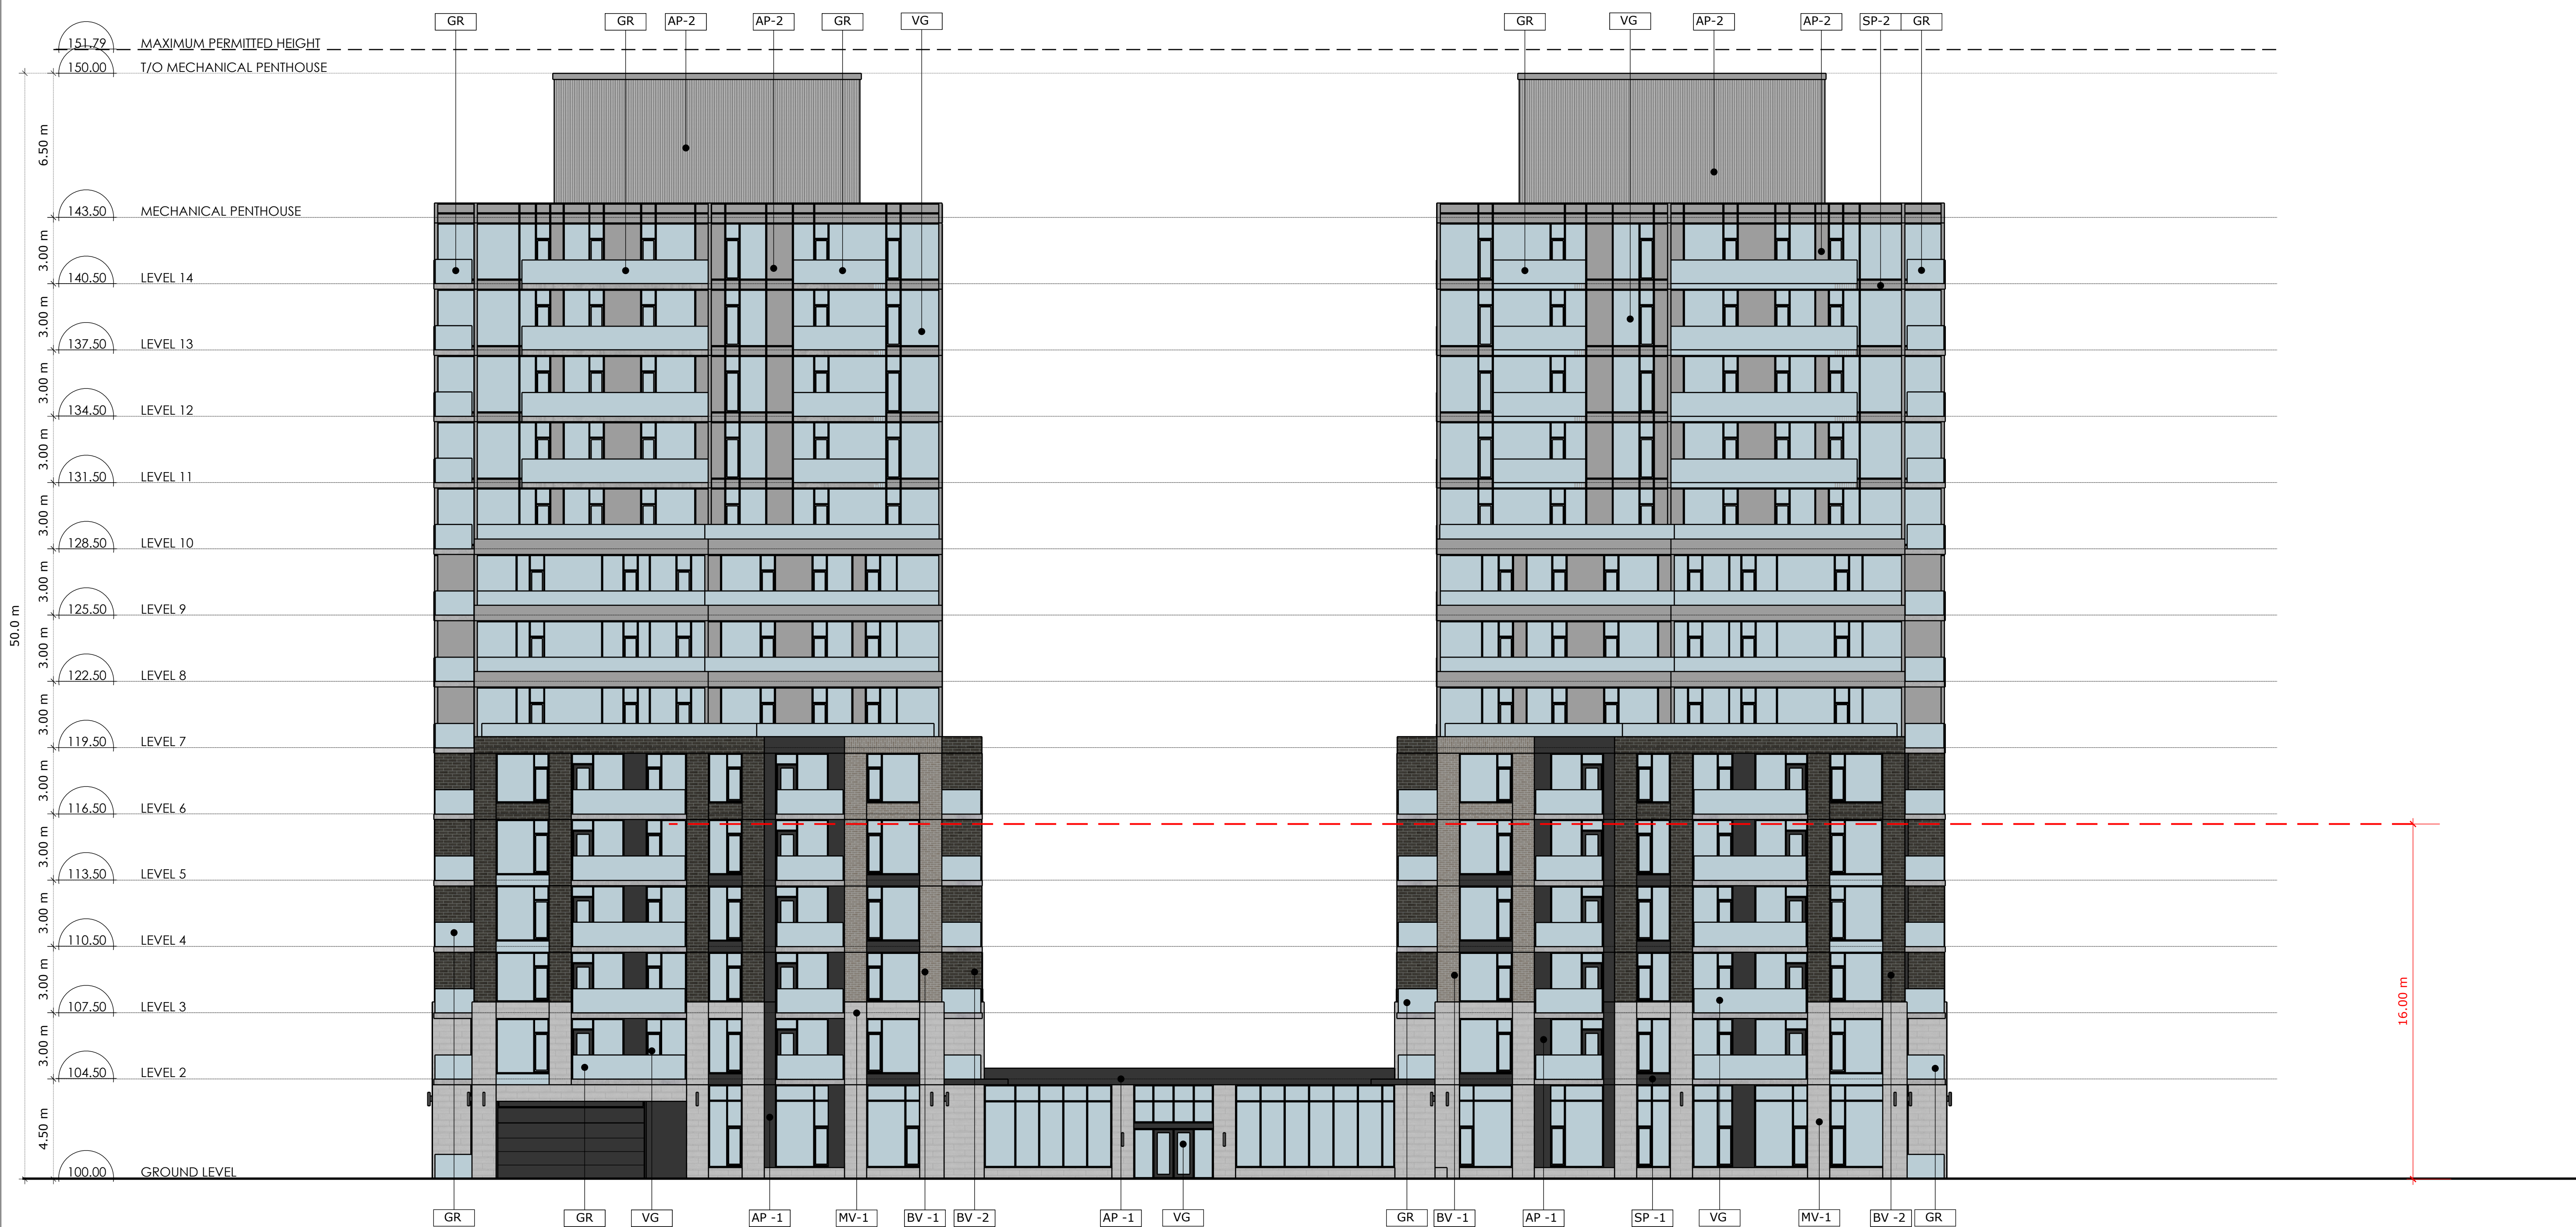 GR GR AP-2 AP-2 GR VG GR VG AP-2 AP-2 SP-2 GR
151.79 MAXIMUM PERMITTED HEIGHT
150.00 T/O MECHANICAL PENTHOUSE
6.50 m
143.50 MECHANICAL PENTHOUSE
3.00 m
140.50 LEVEL 14
3.00 m
137.50 LEVEL 13
3.00 m
134.50 LEVEL 12
3.00 m
131.50 LEVEL 11
3.00 m
128.50 LEVEL 10
3.00 m
125.50 LEVEL 9
50.0 m
3.00 m
122.50 LEVEL 8
3.00 m
119.50 LEVEL 7
3.00 m
116.50 LEVEL 6
3.00 m
113.50 LEVEL 5
3.00 m
110.50 LEVEL 4
3.00 m
107.50 LEVEL 3
16.00 m
3.00 m
104.50 LEVEL 2
4.50 m
100.00 GROUND LEVEL
GR GR VG AP -1 MV-1 BV -1 BV -2 AP -1 VG GR BV -1 AP -1 SP -1 VG MV-1 BV -2 GR